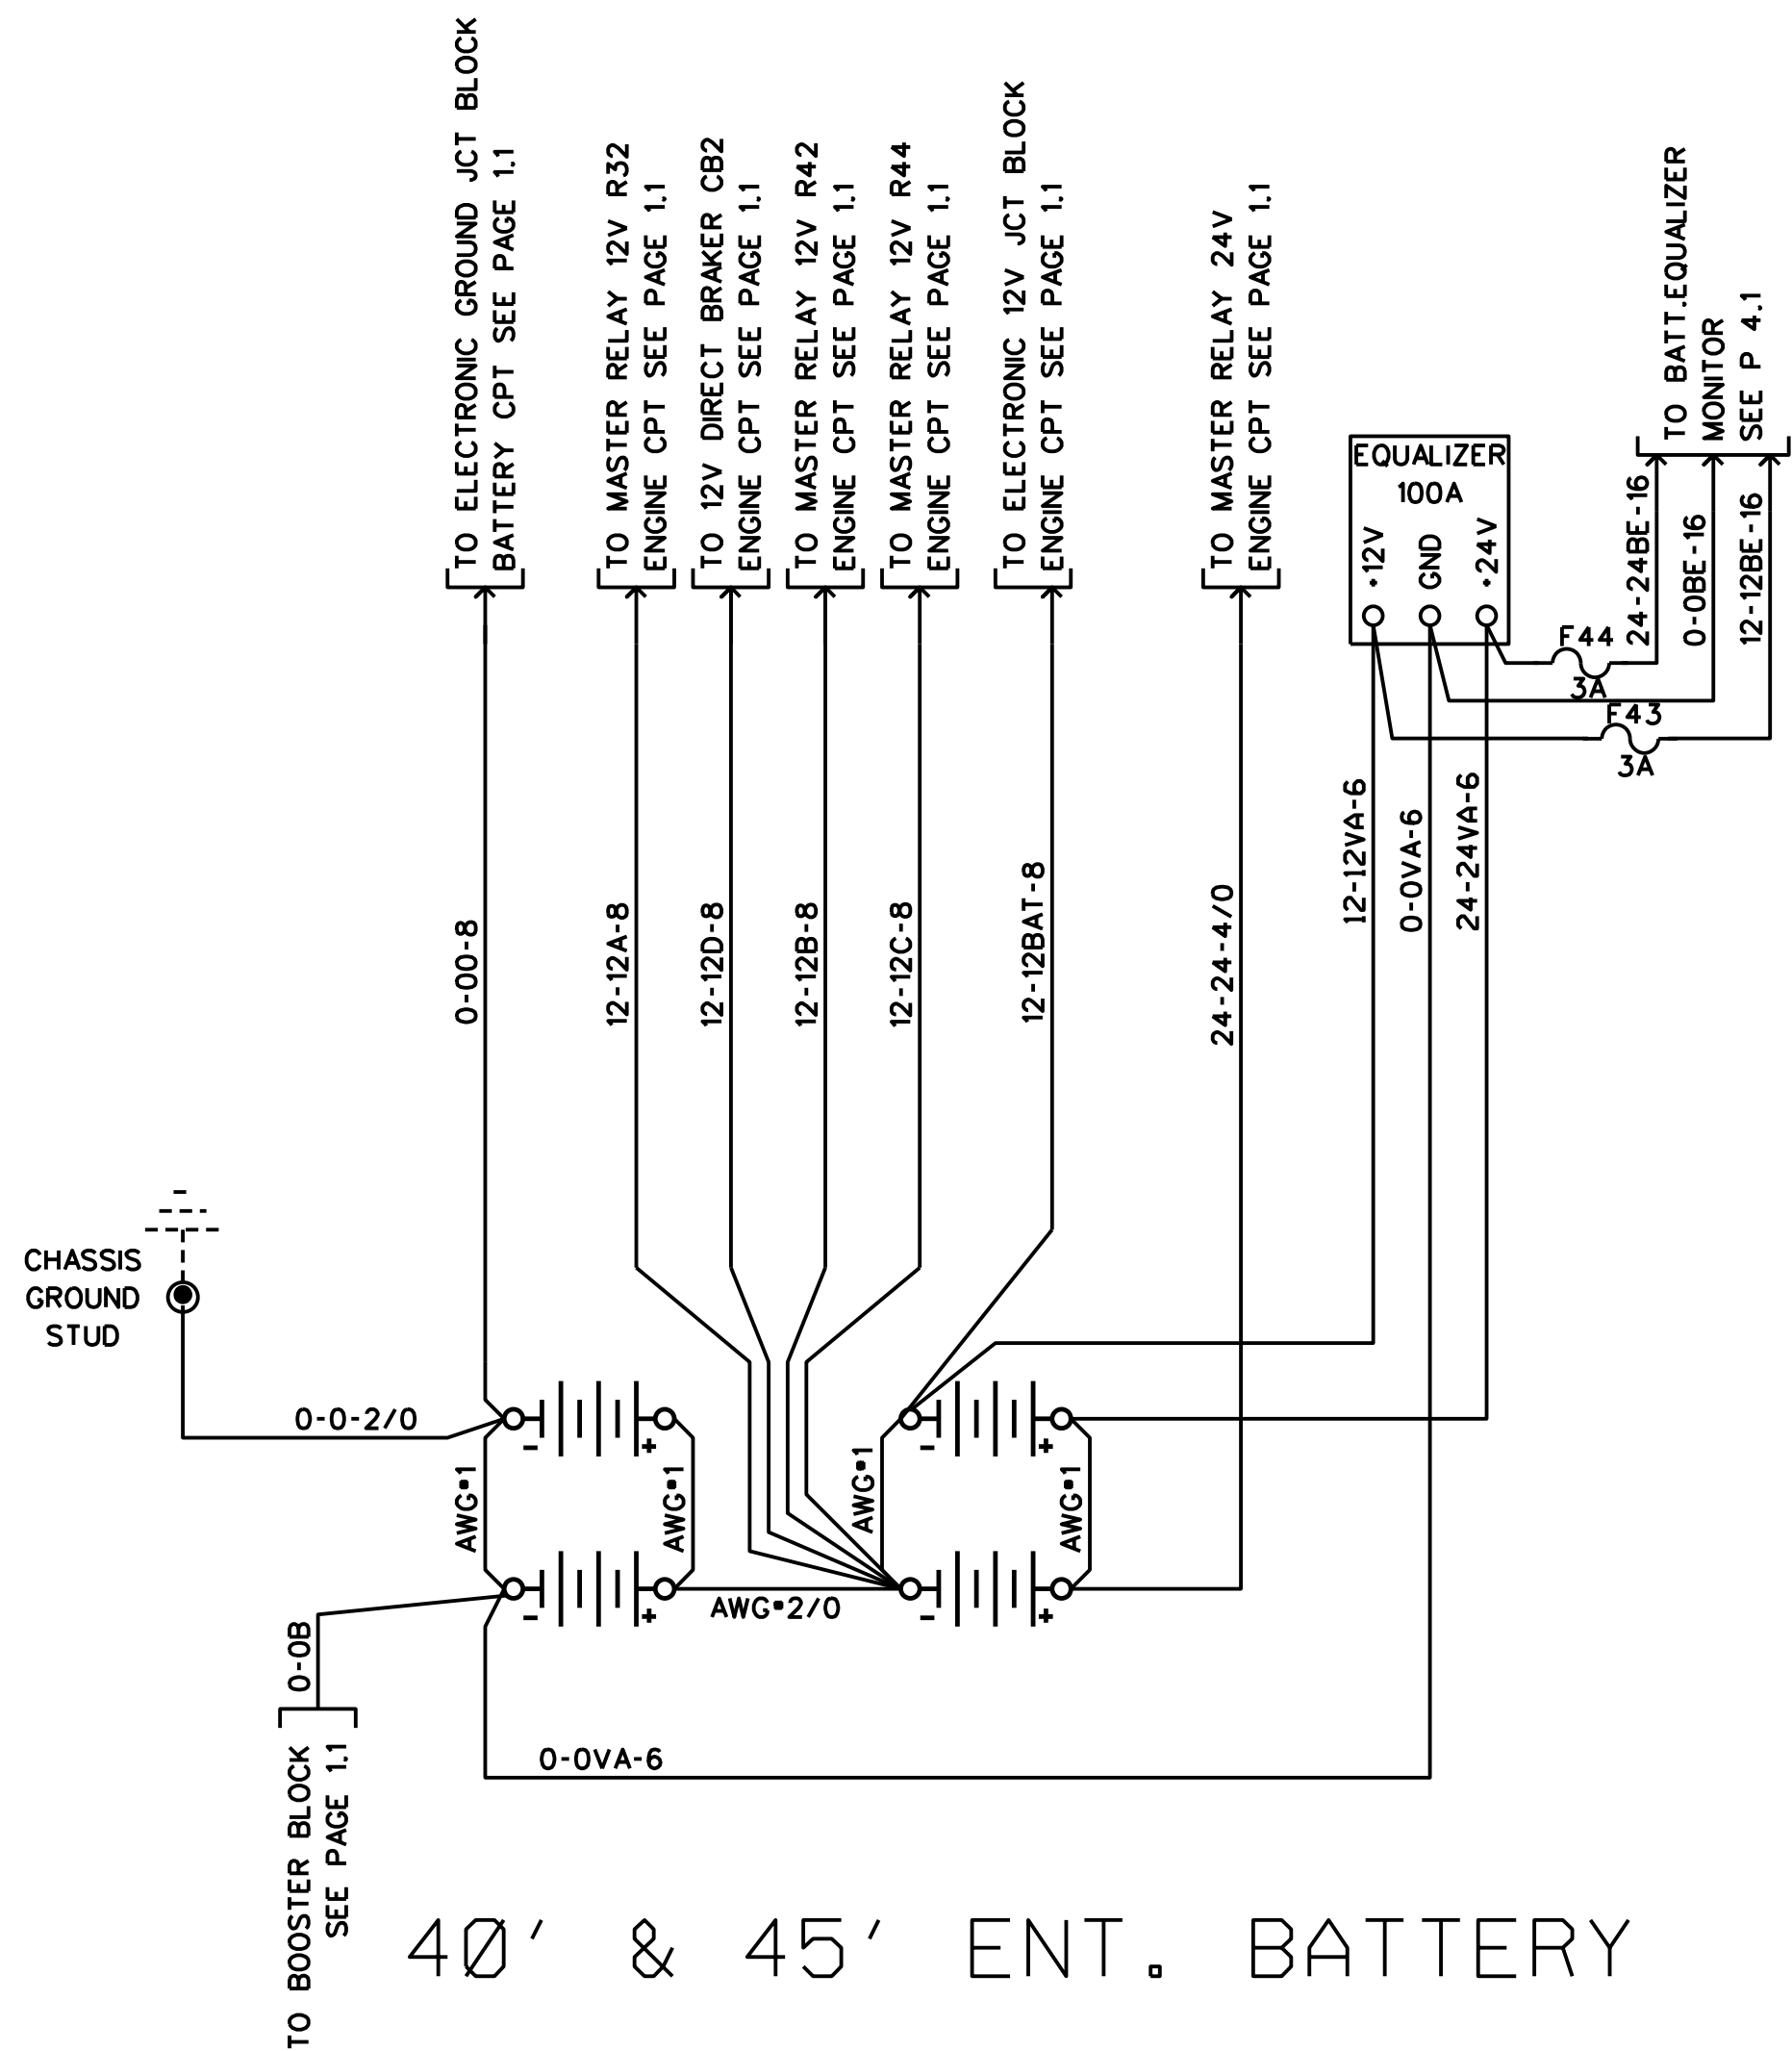 TO ELECTRONIC GROUND JCT BLOCK
BATTERY CPT SEE PAGE 1.1
TO MASTER RELAY 12V R32
ENGINE CPT SEE PAGE 1.1
TO 12V DIRECT BRAKER CB2
ENGINE CPT SEE PAGE 1.1
TO MASTER RELAY 12V R42
ENGINE CPT SEE PAGE 1.1
TO MASTER RELAY 12V R44
ENGINE CPT SEE PAGE 1.1
TO ELECTRONIC 12V JCT BLOCK
ENGINE CPT SEE PAGE 1.1
TO MASTER RELAY 24V
ENGINE CPT SEE PAGE 1.1
TO BATT.EQUALIZER
MONITOR
SEE P 4.1
EQUALIZER
100A
+12V
GND
+24V
24-24BE-16
0-0BE-16
12-12BE-16
F44
3A
F43
3A
12-12VA-6
0-0VA-6
24-24VA-6
0-00-8
12-12A-8
12-12D-8
12-12B-8
12-12C-8
12-12BAT-8
24-24-4/0
CHASSIS
GROUND
STUD
0-0-2/0
- +
- +
AWG#1
AWG#1
AWG#1
AWG#1
- +
- +
AWG#2/0
0-0B
0-0VA-6
TO BOOSTER BLOCK
SEE PAGE 1.1
40' & 45' ENT. BATTERY